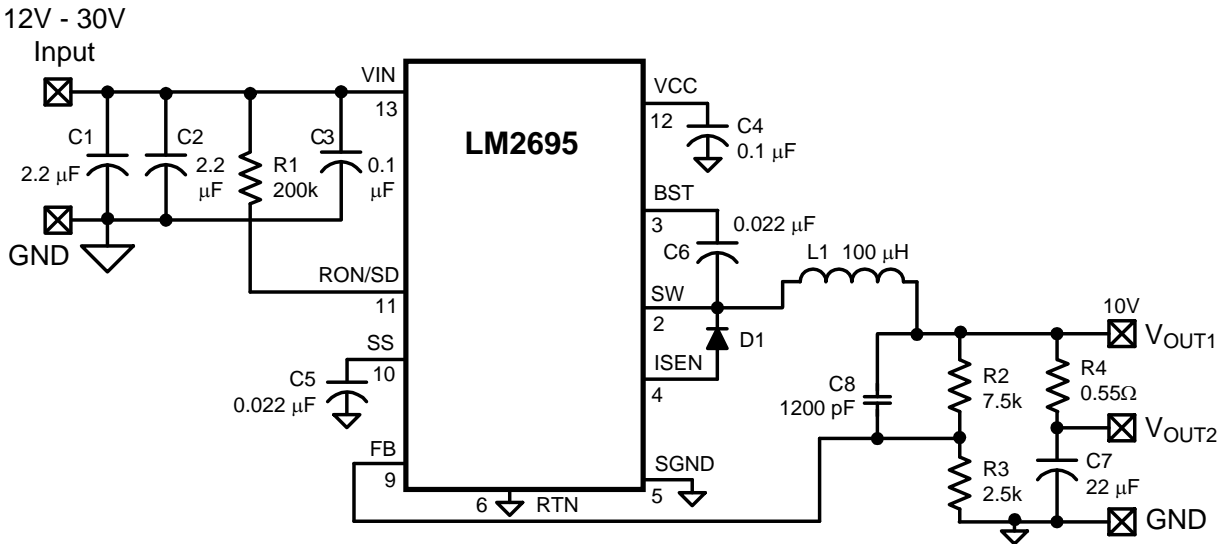 12V - 30V
Input
VIN
13
VCC
12
C4
0.1 µF
LM2695
C1
2.2 µF
C2
2.2
µF
R1
200k
C3
0.1
µF
BST
3
0.022 µF
C6
L1 100 µH
GND
RON/SD
11
SW
2
D1
10V
VOUT1
SS
10
C5
0.022 µF
ISEN
4
C8
1200 pF
R2
7.5k
R4
0.55Ω
VOUT2
FB
9
SGND
5
R3
2.5k
C7
22 µF
6
RTN
GND